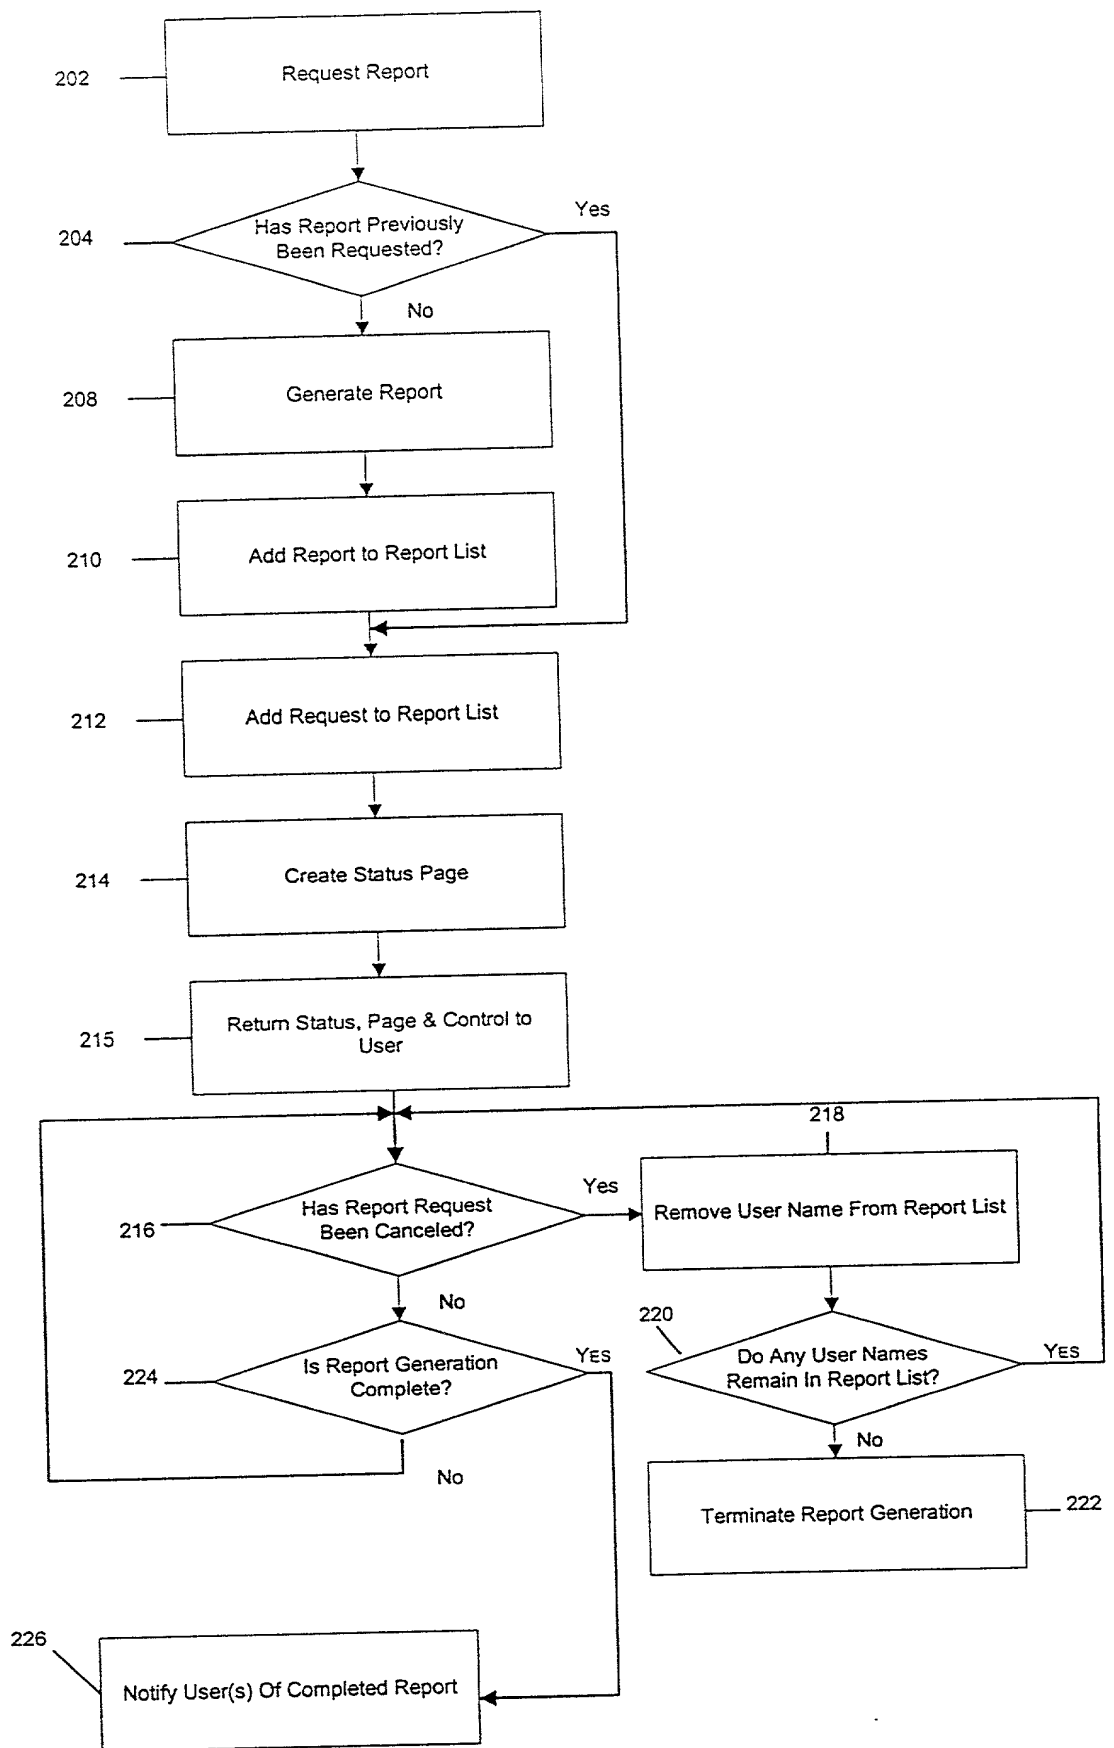 202
Request Report
204
Has Report Previously
Been Requested?
Yes
No
208
Generate Report
210
Add Report to Report List
212
Add Request to Report List
214
Create Status Page
215
Return Status, Page & Control to
User
218
216
Has Report Request
Been Canceled?
Yes
Remove User Name From Report List
No
220
224
Is Report Generation
Complete?
YES
Do Any User Names
Remain In Report List?
YES
No
No
Terminate Report Generation
222
226
Notify User(s) Of Completed Report